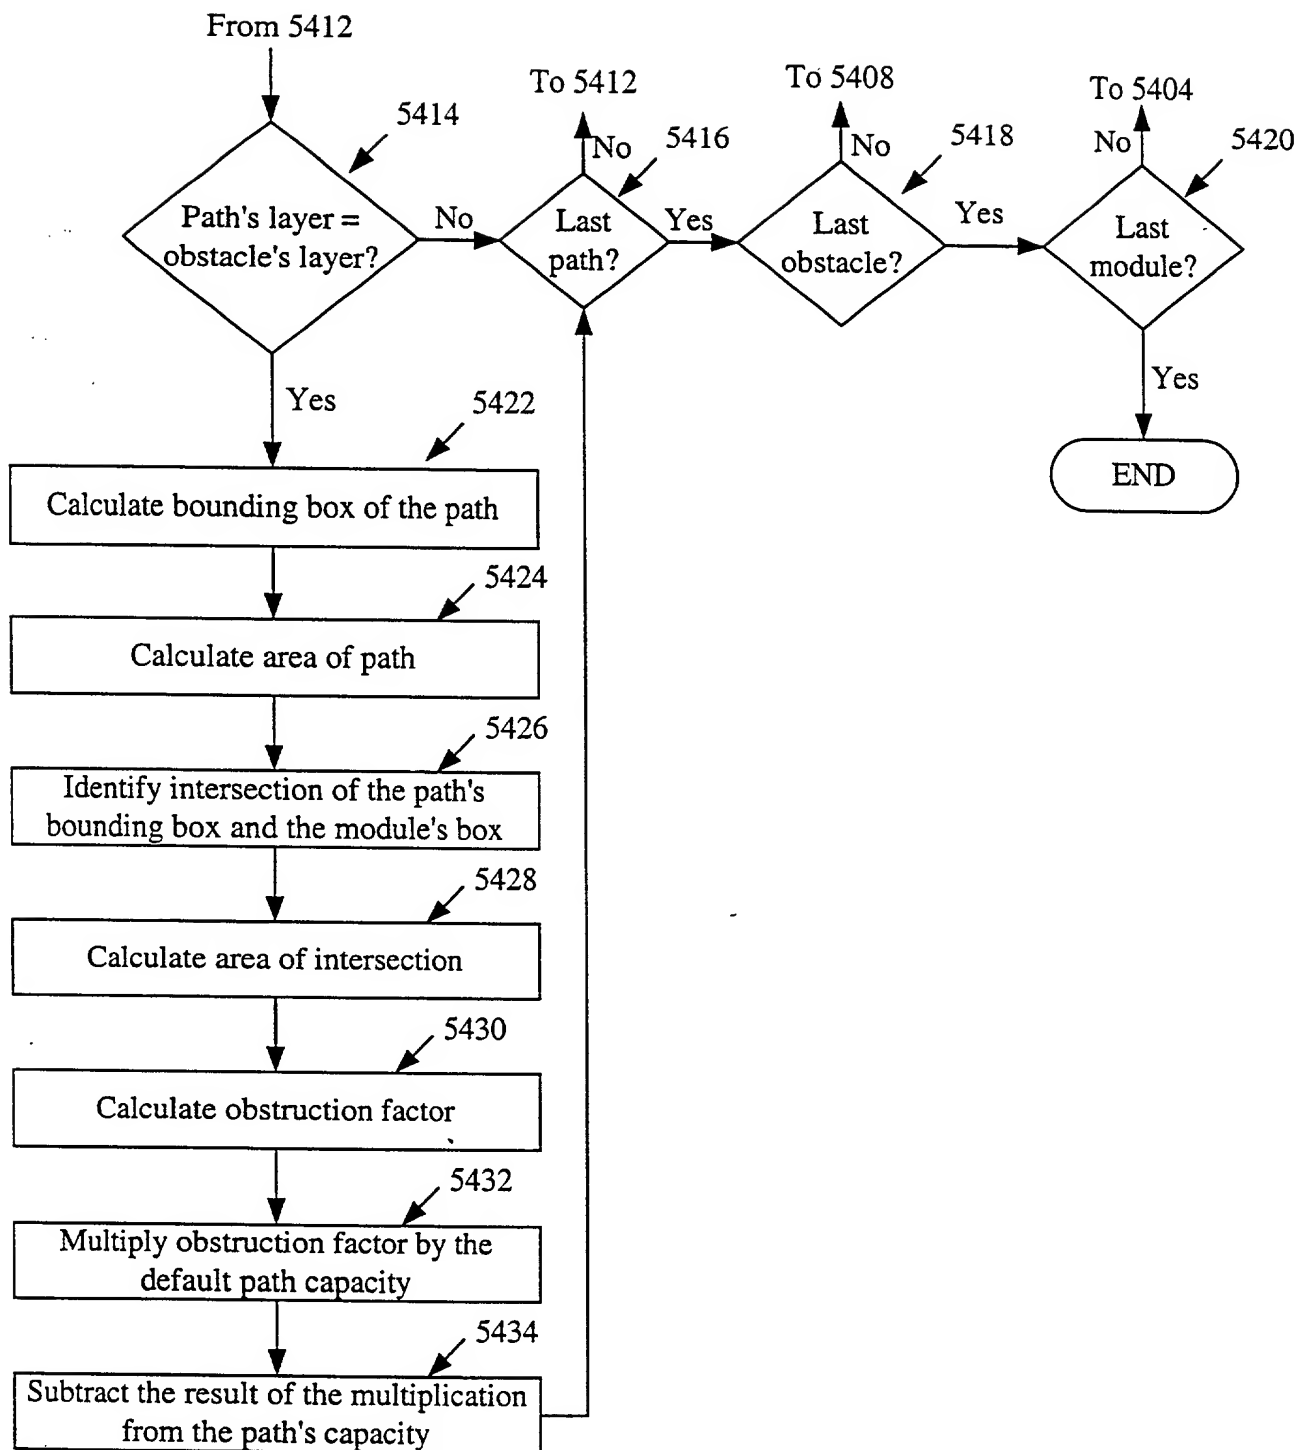 From 5412
To 5412
To 5408
To 5404
5414
No
5416
No
5418
No
5420
Path's layer =
obstacle's layer?
No
Last
path?
Yes
Last
obstacle?
Yes
Last
module?
Yes
Yes
END
5422
Calculate bounding box of the path
5424
Calculate area of path
5426
Identify intersection of the path's
bounding box and the module's box
5428
Calculate area of intersection
5430
Calculate obstruction factor
5432
Multiply obstruction factor by the
default path capacity
5434
Subtract the result of the multiplication
from the path's capacity